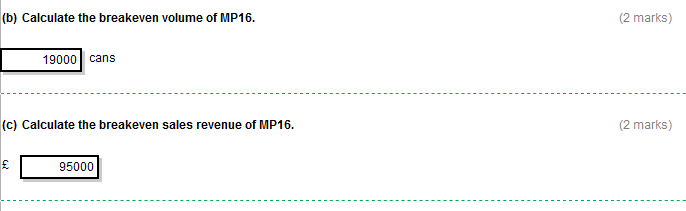 (b) Calculate the breakeven volume of MP16. (2 marks)
19000 cans
(c) Calculate the breakeven sales revenue of MP16. (2 marks)
£ 95000